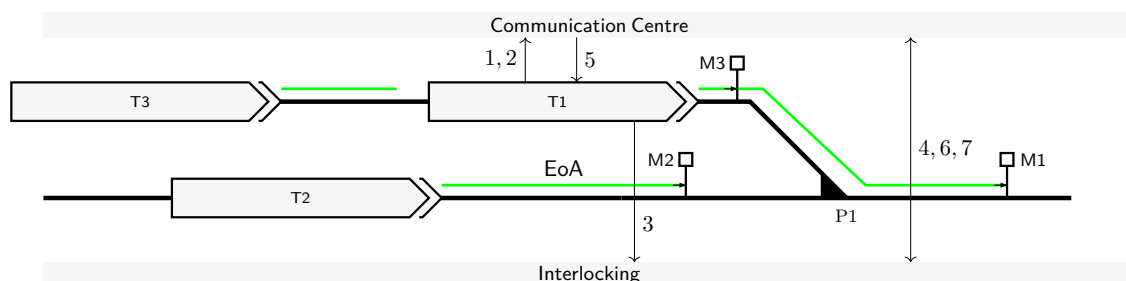 Communication Centre
1, 2
5
M3
T3
T1
4, 6, 7
EoA
M2
M1
T2
P1
3
Interlocking